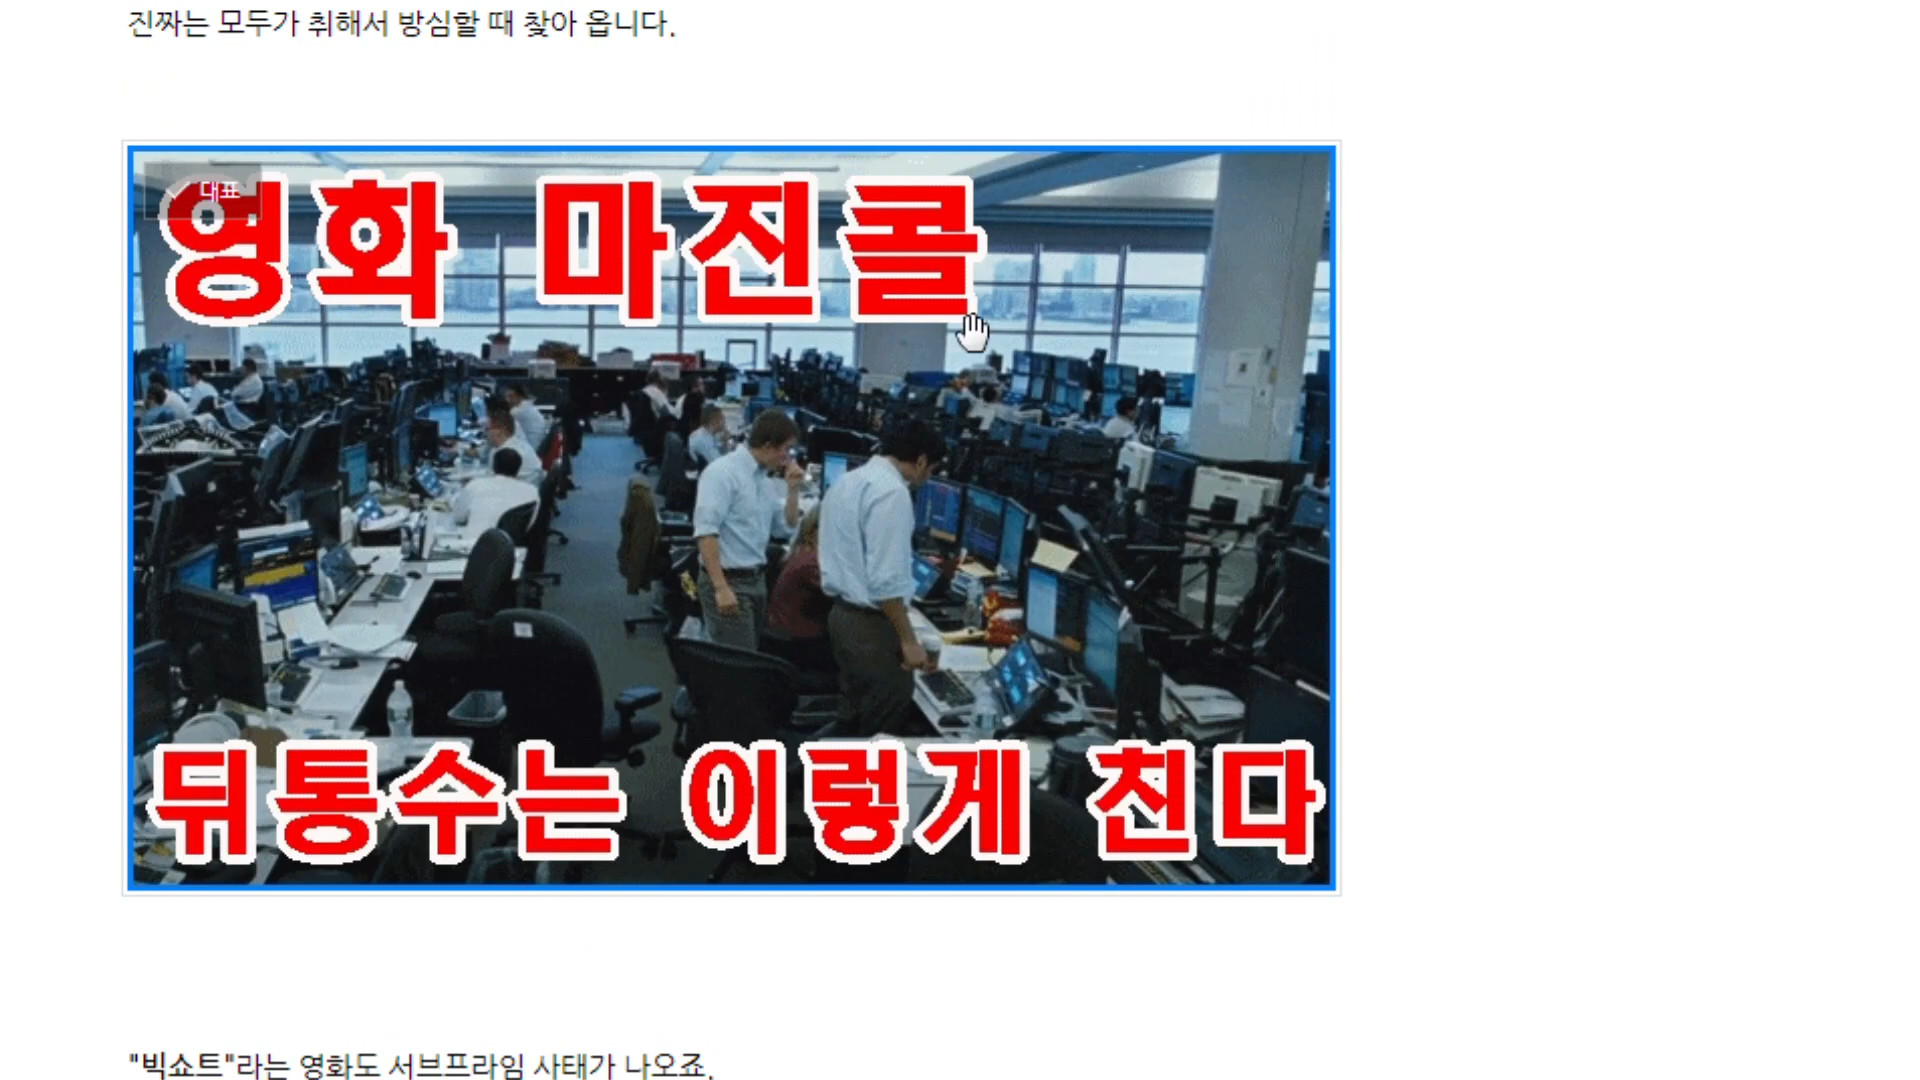 진짜는 모두가 취해서 방심할 때 찾아 옵니다.
대표
영화 마진콜
뒤통수는 이렇게 친다
"빅쇼트"라는 영화도 서브프라임 사태가 나오죠.